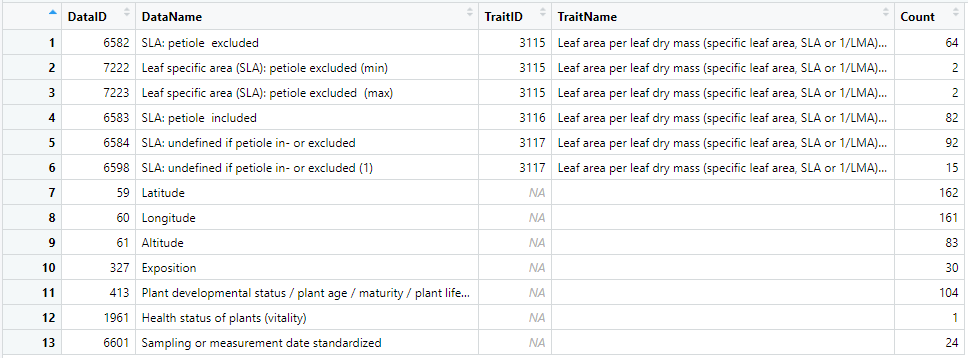 DataID DataName TraitID TraitName Count
1 6582 SLA: petiole  excluded 3115 Leaf area per leaf dry mass (specific leaf area, SLA or 1/LMA)... 64
2 7222 Leaf specific area (SLA): petiole excluded (min) 3115 Leaf area per leaf dry mass (specific leaf area, SLA or 1/LMA)... 2
3 7223 Leaf specific area (SLA): petiole excluded  (max) 3115 Leaf area per leaf dry mass (specific leaf area, SLA or 1/LMA)... 2
4 6583 SLA: petiole  included 3116 Leaf area per leaf dry mass (specific leaf area, SLA or 1/LMA)... 82
5 6584 SLA: undefined if petiole in- or excluded 3117 Leaf area per leaf dry mass (specific leaf area, SLA or 1/LMA)... 92
6 6598 SLA: undefined if petiole in- or excluded (1) 3117 Leaf area per leaf dry mass (specific leaf area, SLA or 1/LMA)... 15
7 59 Latitude NA 162
8 60 Longitude NA 161
9 61 Altitude NA 83
10 327 Exposition NA 30
11 413 Plant developmental status / plant age / maturity / plant life... NA 104
12 1961 Health status of plants (vitality) NA 1
13 6601 Sampling or measurement date standardized NA 24